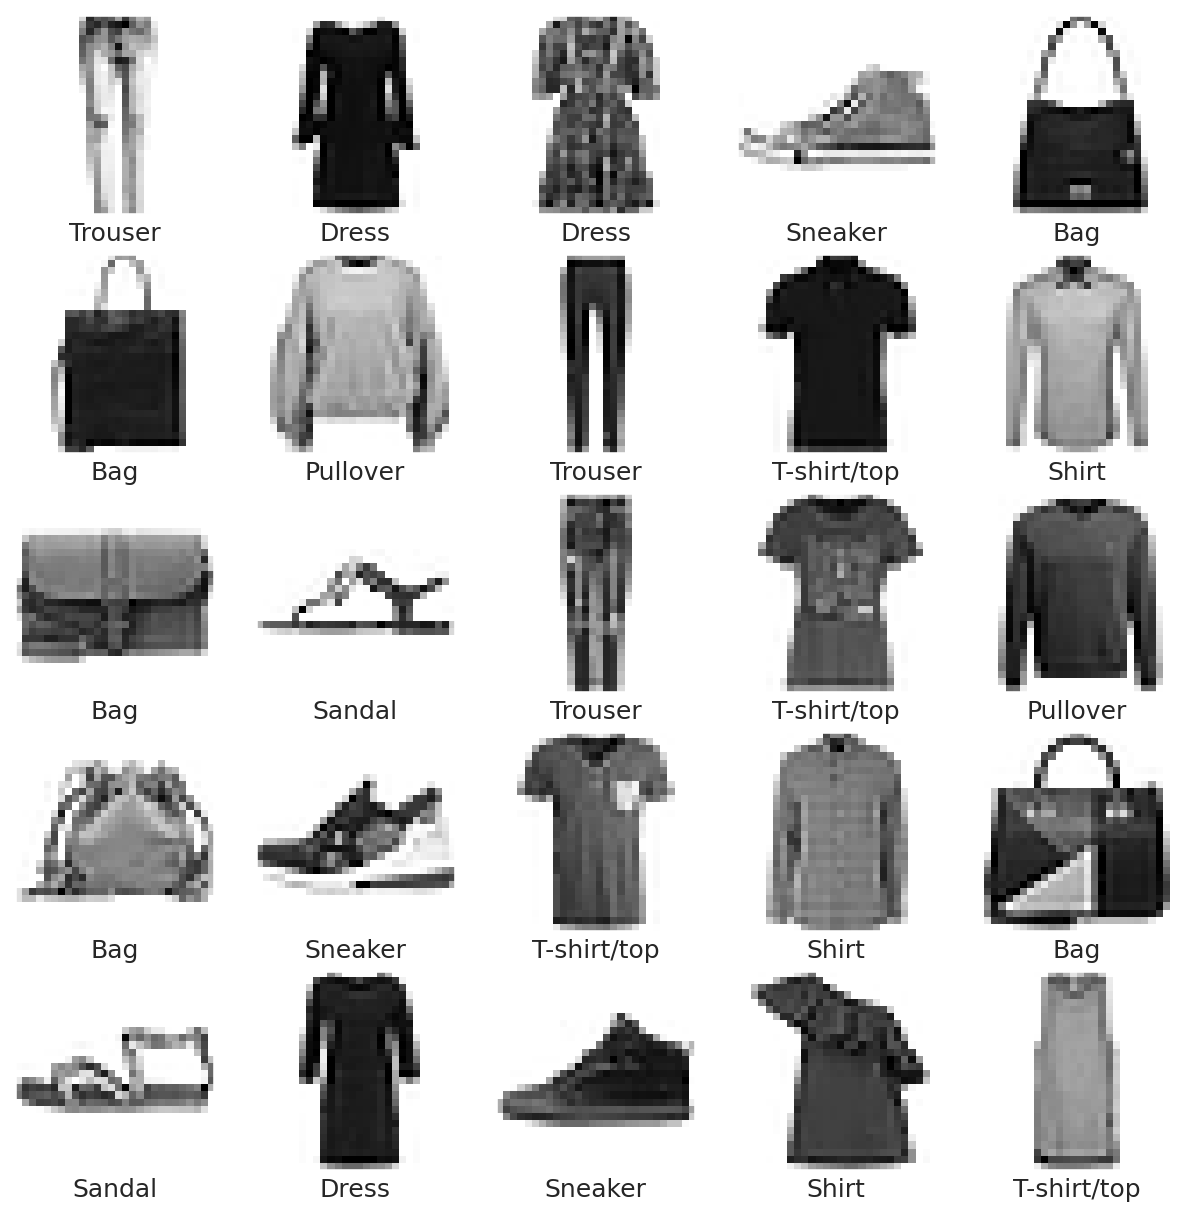 Trouser Dress Dress Sneaker Bag
Bag Pullover Trouser T-shirt/top Shirt
Bag Sandal Trouser T-shirt/top Pullover
Bag Sneaker T-shirt/top Shirt Bag
Sandal Dress Sneaker Shirt T-shirt/top